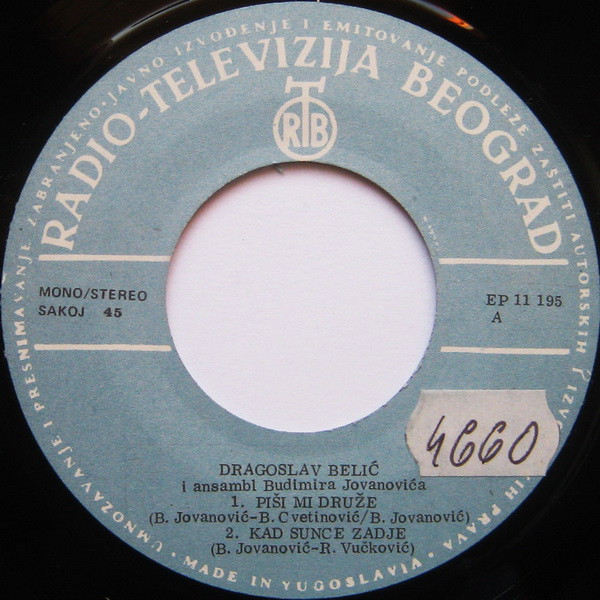 UMNOŽAVANJE I PRESNIMAVANJE ZABRANJENO·JAVNO IZVOĐENJE I EMITOVANJE PODLEŽE ZAŠTITI AUTORSKIH I IZV
IH PRAVA
RADIO-TELEVIZIJA BEOGRAD
RTB
MONO/STEREO
SAKOJ 45
EP 11 195
A
4660
DRAGOSLAV BELIĆ
i ansambl Budimira Jovanovića
1. PIŠI MI DRUŽE
(B. Jovanović-B. Cvetinović/B. Jovanović)
2. KAD SUNCE ZADJE
(B. Jovanović-R. Vučković)
· MADE IN YUGOSLAVIA ·